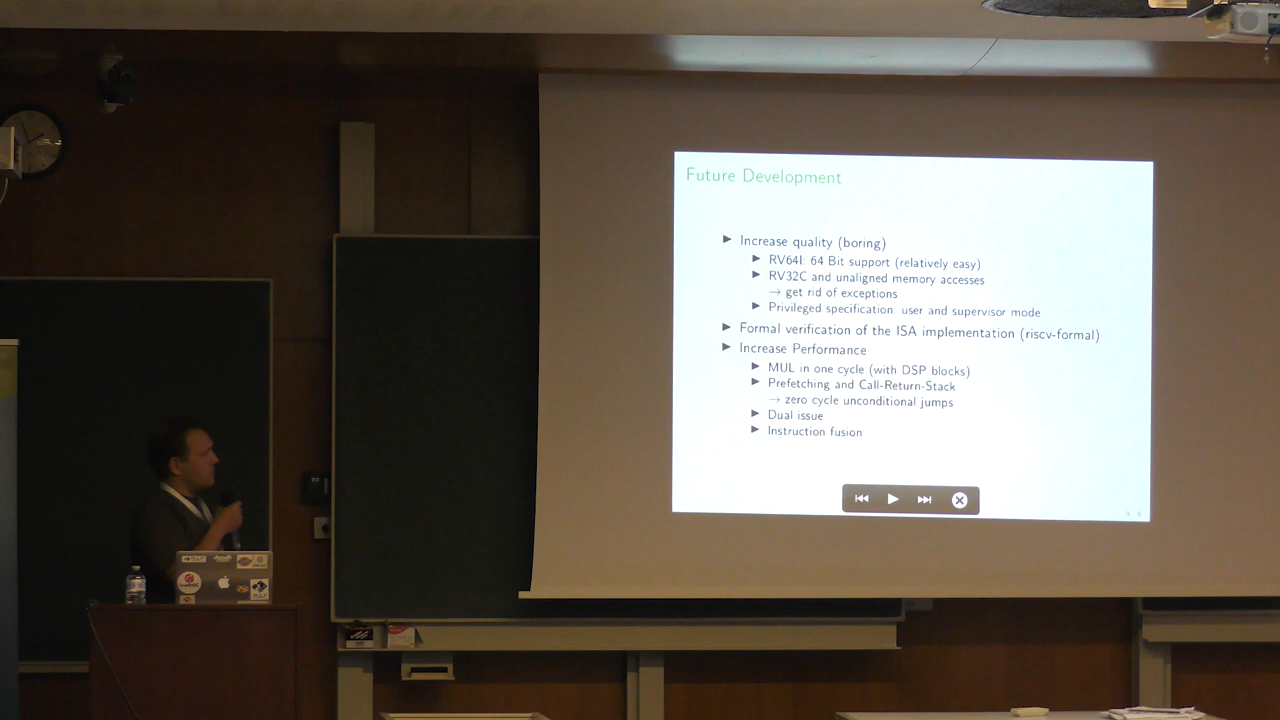 Future Development
▶ Increase quality (boring)
▶ RV64I: 64 Bit support (relatively easy)
▶ RV32C and unaligned memory accesses
→ get rid of exceptions
▶ Privileged specification user and supervisor mode
▶ Formal verification of the ISA implementation (riscv-formal)
▶ Increase Performance
▶ MUL in one cycle (with DSP blocks)
▶ Prefetching and Call-Return-Stack
→ zero cycle unconditional jumps
▶ Dual issue
▶ Instruction fusion